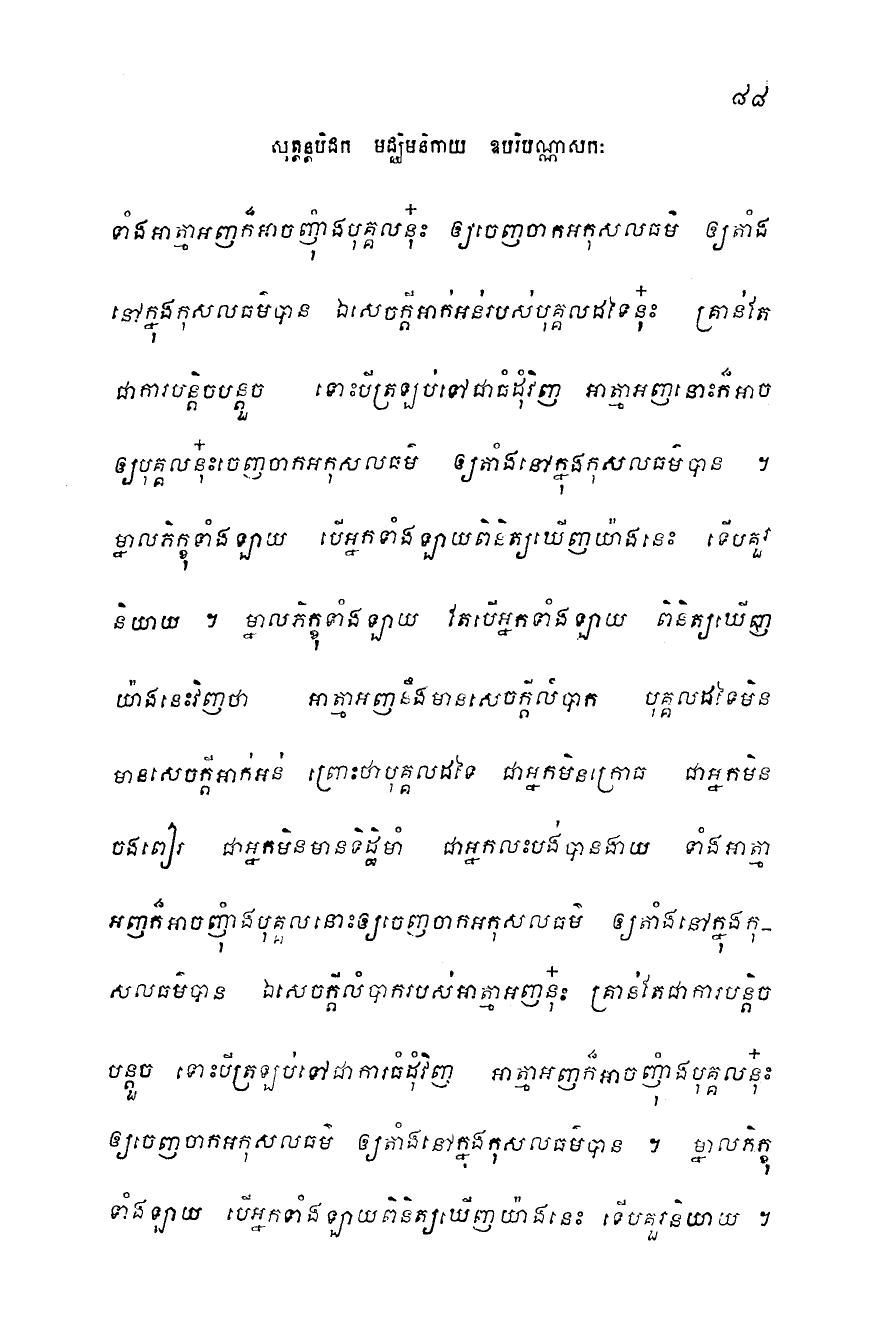 ៨៨
សុត្តន្តបិដក មជ្ឈិមនិកាយ ឧបរិបណ្ណាសកៈ
ទាំងអាត្មាអញក៏អាចញុំាងបុគ្គលន៎ុះ ឲ្យចេញចាកអកុសលធម៌ ឲ្យតាំង
នៅក្នុងកុសលធម៌បាន ឯសេចក្តីអាក់អន់របស់បុគ្គលដទៃន៎ុះ គ្រាន់តែ
ជាការបន្តិចបន្តួច ទោះបីត្រឡប់ទៅជាធំដុំវិញ អាត្មាអញនោះក៏អាច
ឲ្យបុគ្គលន៎ុះចេញចាកអកុសលធម៌ ឲ្យតាំងនៅក្នុងកុសលធម៌បាន ។
ម្នាលភិក្ខុទាំងឡាយ បើអ្នកទាំងឡាយពិនិត្យឃើញយ៉ាងនេះ ទើបគួរ
និយាយ ។ ម្នាលភិក្ខុទាំងឡាយ តែបើអ្នកទាំងឡាយ ពិនិត្យឃើញ
យ៉ាងនេះវិញថា អាត្មាអញនឹងមានសេចក្តីលំបាក បុគ្គលដទៃមិន
មានសេចក្តីអាក់អន់ ព្រោះថាបុគ្គលដទៃ ជាអ្នកមិនក្រោធ ជាអ្នកមិន
ចងពៀរ ជាអ្នកមិនមានទិដ្ឋិមាំ ជាអ្នកលះបង់បានងាយ ទាំងអាត្មា
អញក៏អាចញុំាងបុគ្គលនោះឲ្យចេញចាកអកុសលធម៌ ឲ្យតាំងនៅក្នុងកុ-
សលធម៌បាន ឯសេចក្តីលំបាករបស់អាត្មាអញន៎ុះ គ្រាន់តែជាការបន្តិច
បន្តួច ទោះបីត្រឡប់ទៅជាការធំដុំវិញ អាត្មាអញក៏អាចញុំាងបុគ្គលន៎ុះ
ឲ្យចេញចាកអកុសលធម៌ ឲ្យតាំងនៅក្នុងកុសលធម៌បាន ។ ម្នាលភិក្ខុ
ទាំងឡាយ បើអ្នកទាំងឡាយពិនិត្យឃើញយ៉ាងនេះ ទើបគួរនិយាយ ។